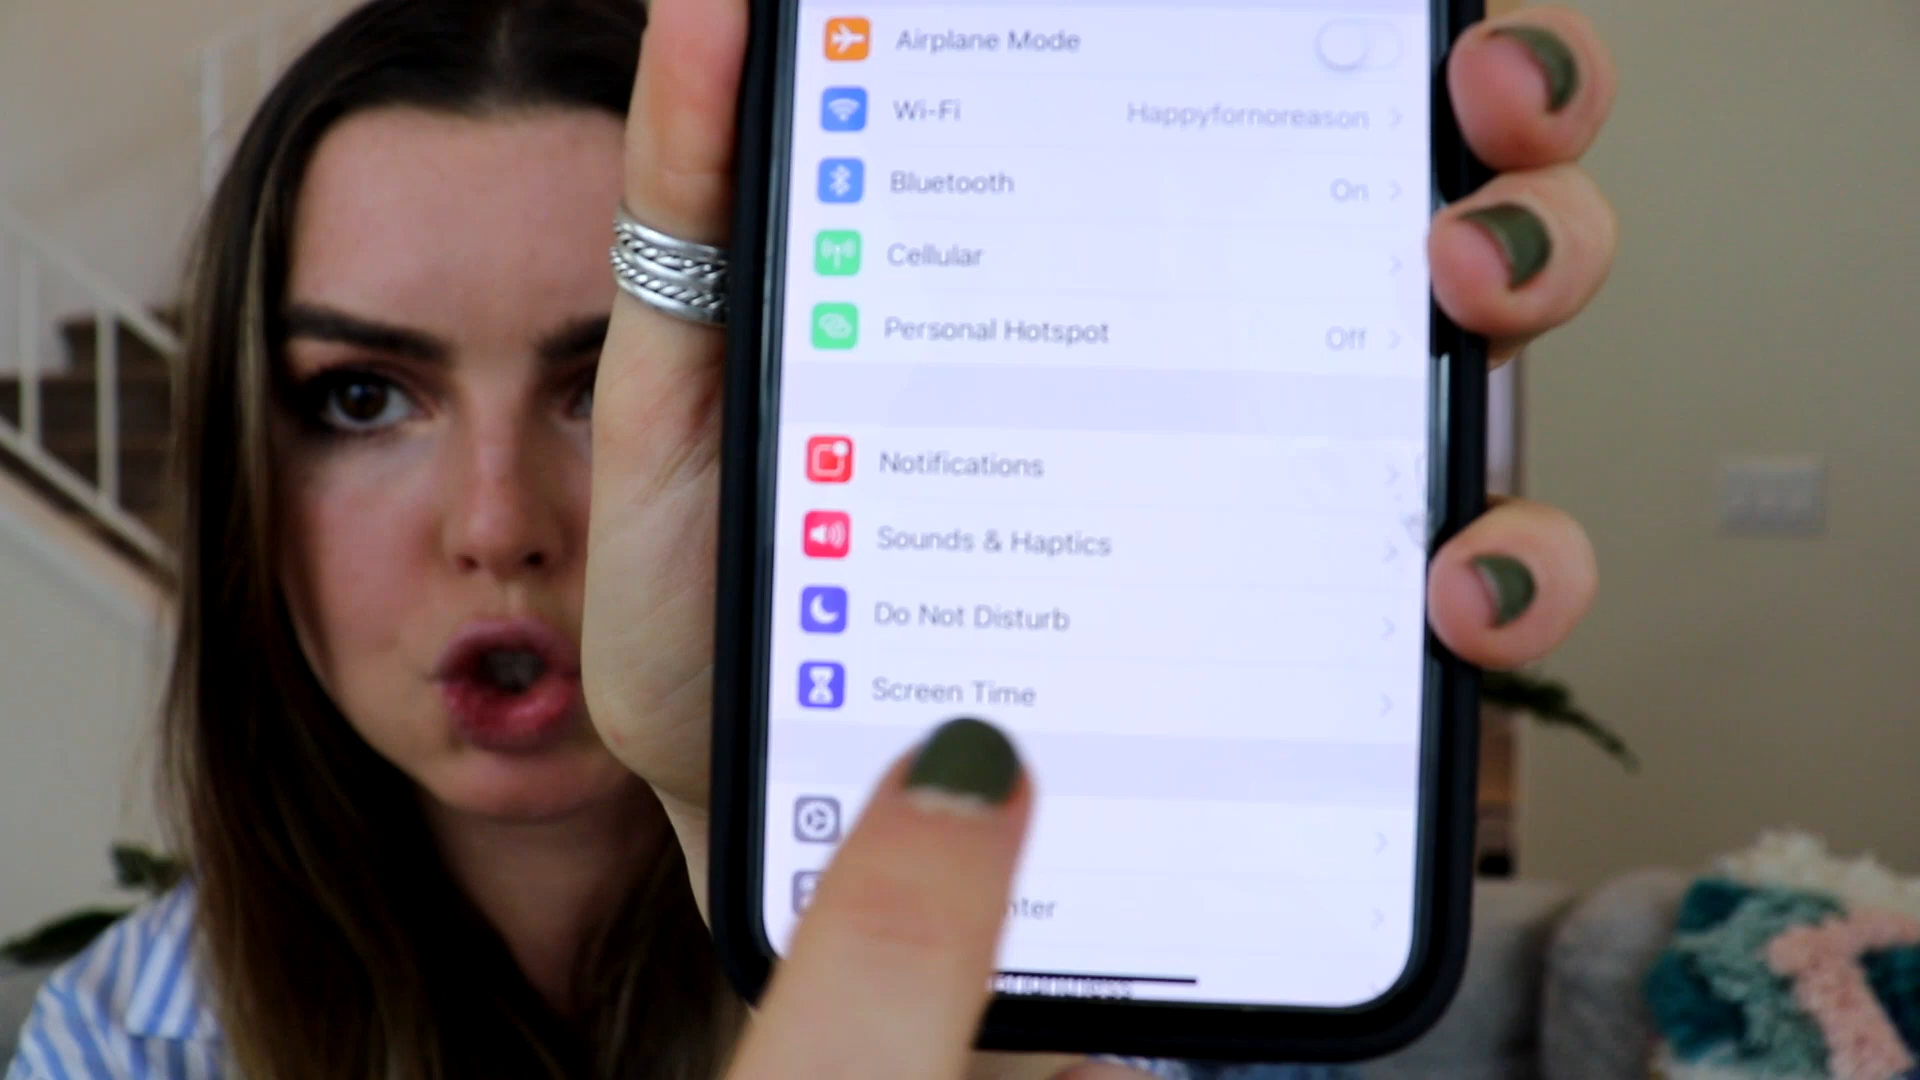 Airplane Mode
Wi-Fi Happyfornoreason
Bluetooth On
Cellular
Personal Hotspot Off
Notifications
Sounds & Haptics
Do Not Disturb
Screen Time
nter